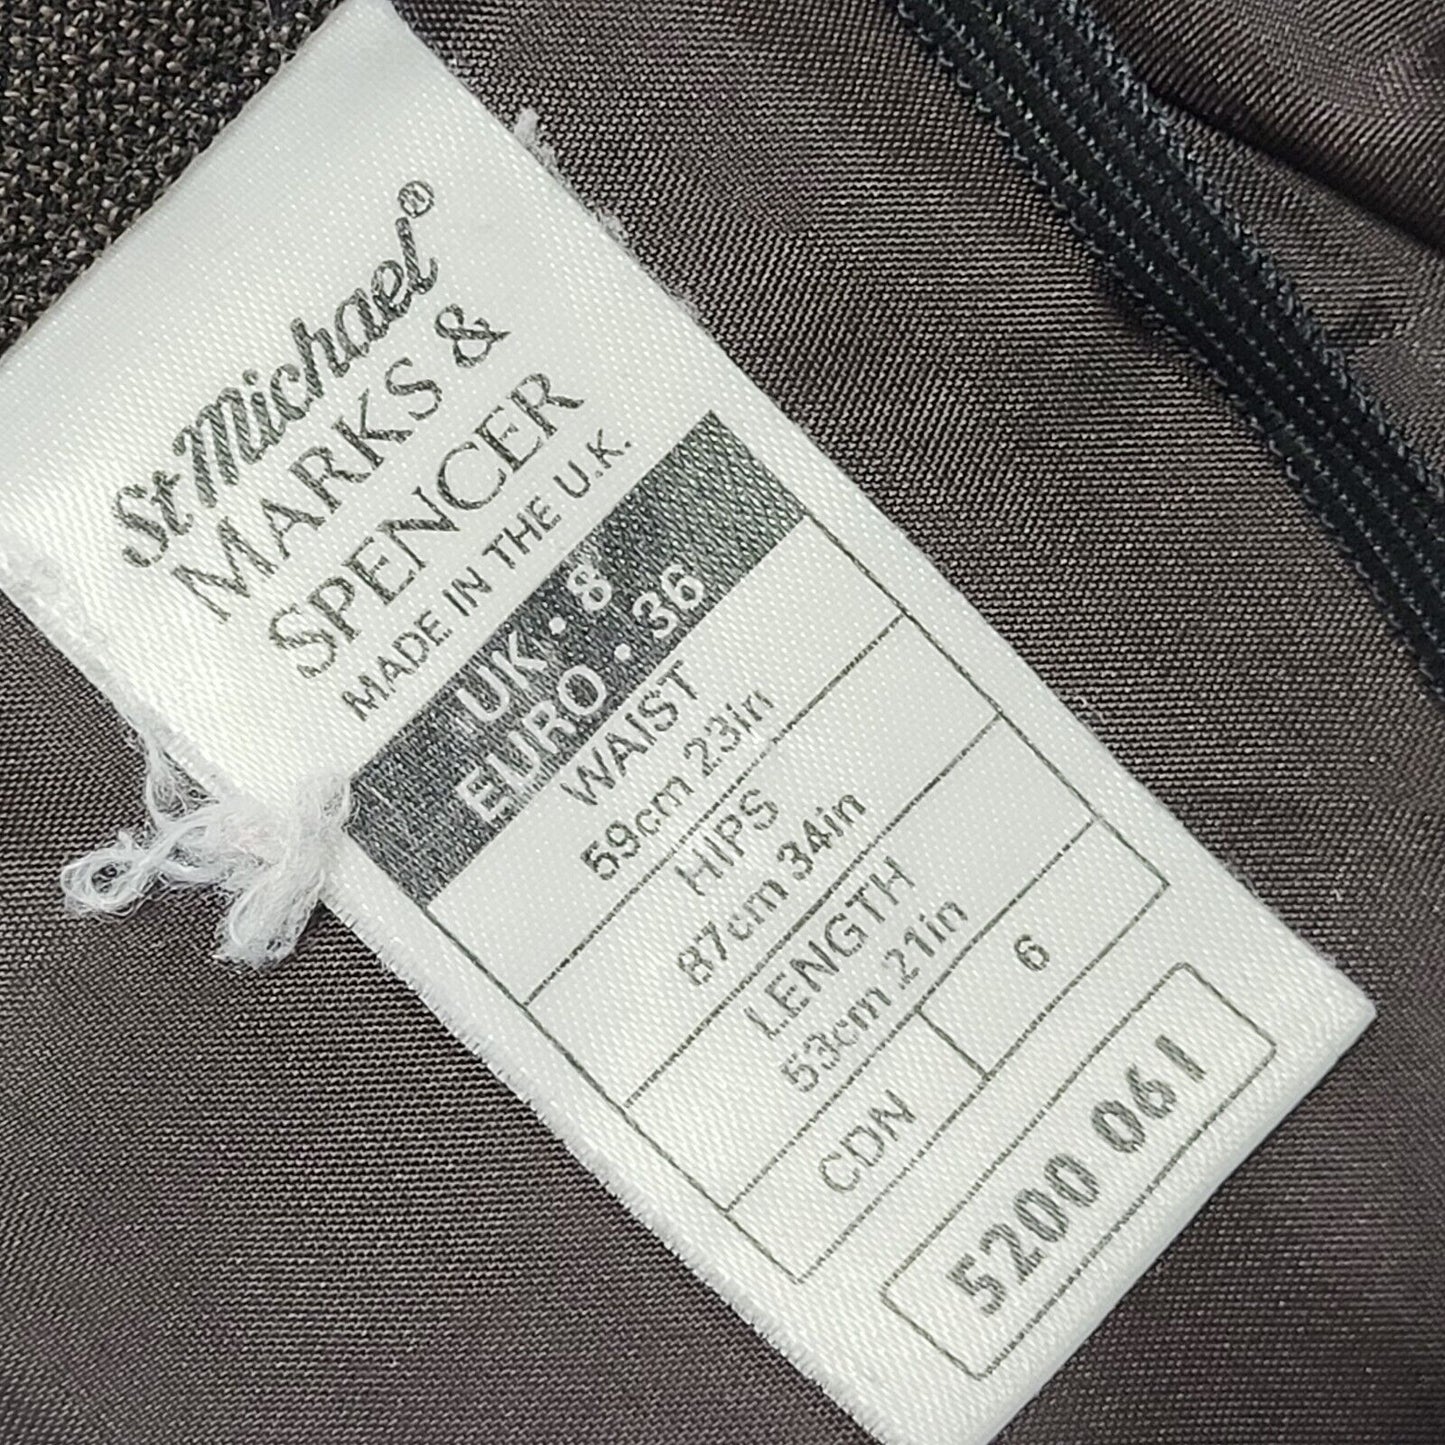 St Michael®
MARKS &
SPENCER
MADE IN THE U.K.
UK . 8
EURO . 36
WAIST
59cm 23in
HIPS
87cm 34in
LENGTH
53cm 21in
CDN 6
5200 061